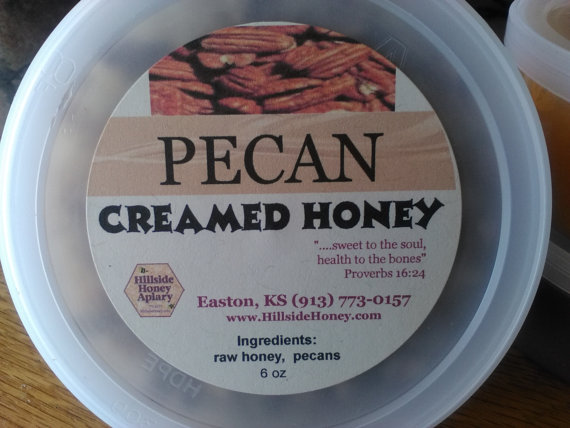 PECAN
CREAMED HONEY
"....sweet to the soul,
health to the bones"
Proverbs 16:24
Hillside
Honey
Apiary
Easton, KS (913) 773-0157
www.HillsideHoney.com
Ingredients:
raw honey, pecans
6 oz
HDPE